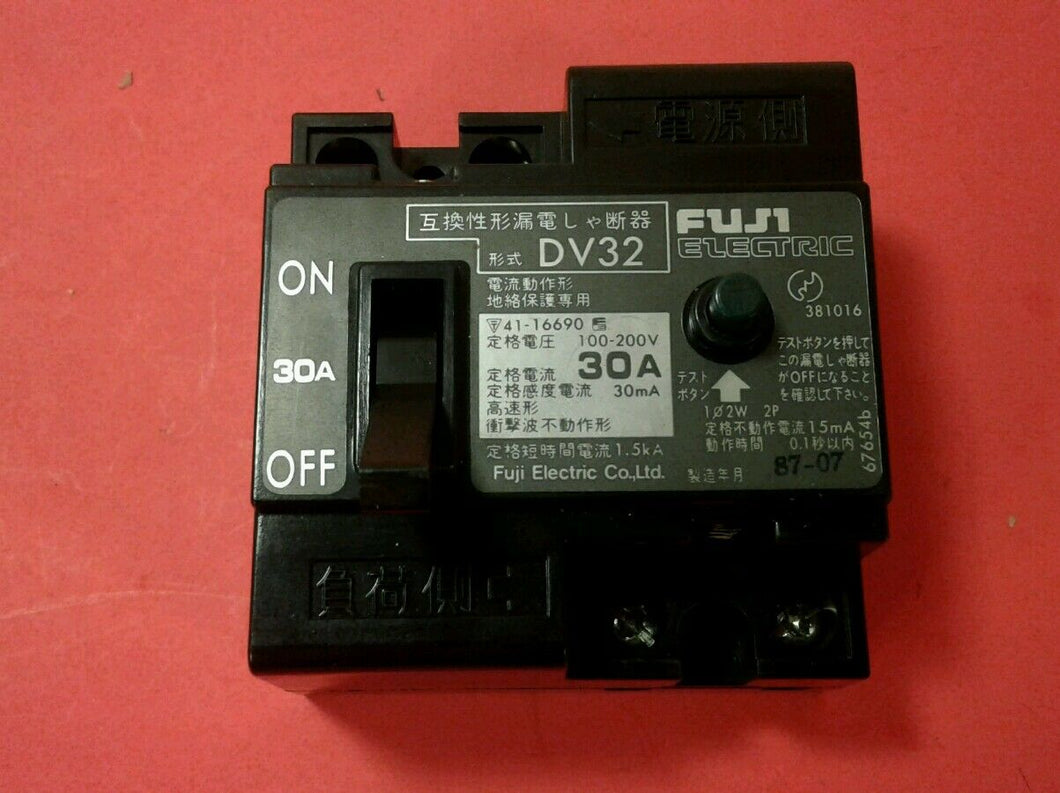 電源側
互換性形漏電しゃ断器
形式 DV32
FUJI
ELECTRIC
ON
30A
OFF
電流動作形
地絡保護専用
41-16690
定格電圧 100-200V
定格電流 30A
定格感度電流 30mA
高速形
衝撃波不動作形
定格短時間電流 1.5kA
Fuji Electric Co.,Ltd.
381016
テストボタンを押して
この漏電しゃ断器
がOFFになること
を確認して下さい。
テスト
ボタン
1Ø2W 2P
定格不動作電流15mA
動作時間 0.1秒以内
製造年月 87-07
67654b
負荷側